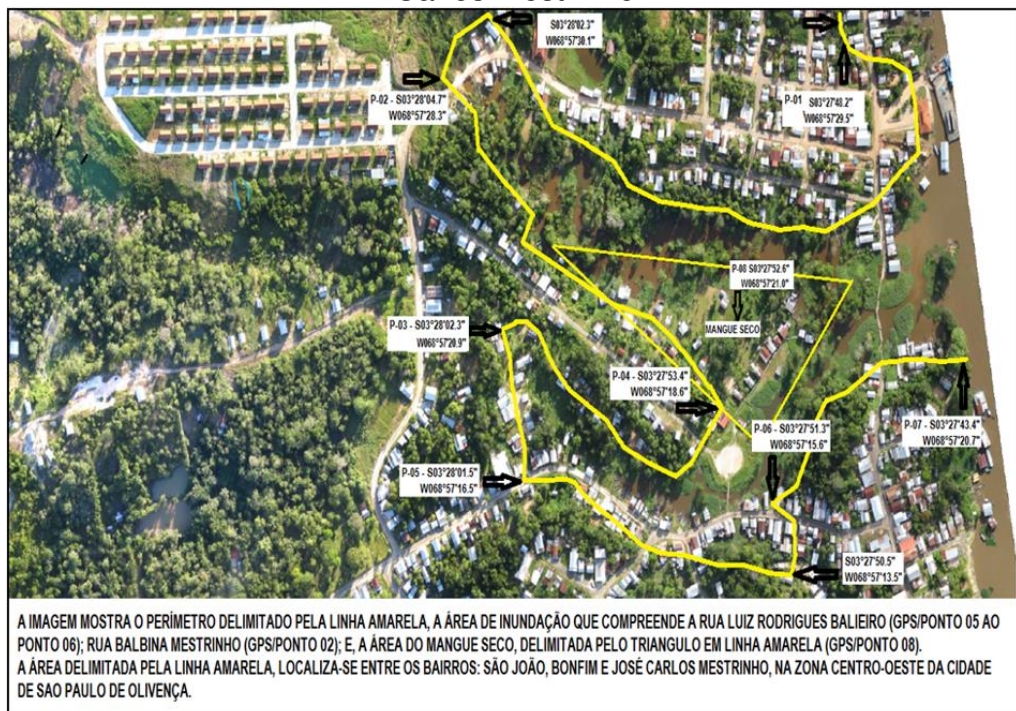 S03°28'02.3"
W068°57'30.1"
P-02 - S03°28'04.7"
W068°57'28.3"
P-01 S03°27'48.2"
W068°57'29.5"
P-08 S03°27'52.6"
W068°57'21.0"
MANGUE SECO
P-03 - S03°28'02.3"
W068°57'20.9"
P-04 - S03°27'53.4"
W068°57'18.6"
P-06 - S03°27'51.3"
W068°57'15.6"
P-07 - S03°27'43.4"
W068°57'20.7"
P-05 - S03°28'01.5"
W068°57'16.5"
S03°27'50.5"
W068°57'13.5"
A IMAGEM MOSTRA O PERÍMETRO DELIMITADO PELA LINHA AMARELA, A ÁREA DE INUNDAÇÃO QUE COMPREENDE A RUA LUIZ RODRIGUES BALIEIRO (GPS/PONTO 05 AO
PONTO 06); RUA BALBINA MESTRINHO (GPS/PONTO 02); E, A ÁREA DO MANGUE SECO, DELIMITADA PELO TRIANGULO EM LINHA AMARELA (GPS/PONTO 08).
A ÁREA DELIMITADA PELA LINHA AMARELA, LOCALIZA-SE ENTRE OS BAIRROS: SÃO JOÃO, BONFIM E JOSÉ CARLOS MESTRINHO, NA ZONA CENTRO-OESTE DA CIDADE
DE SAO PAULO DE OLIVENÇA.